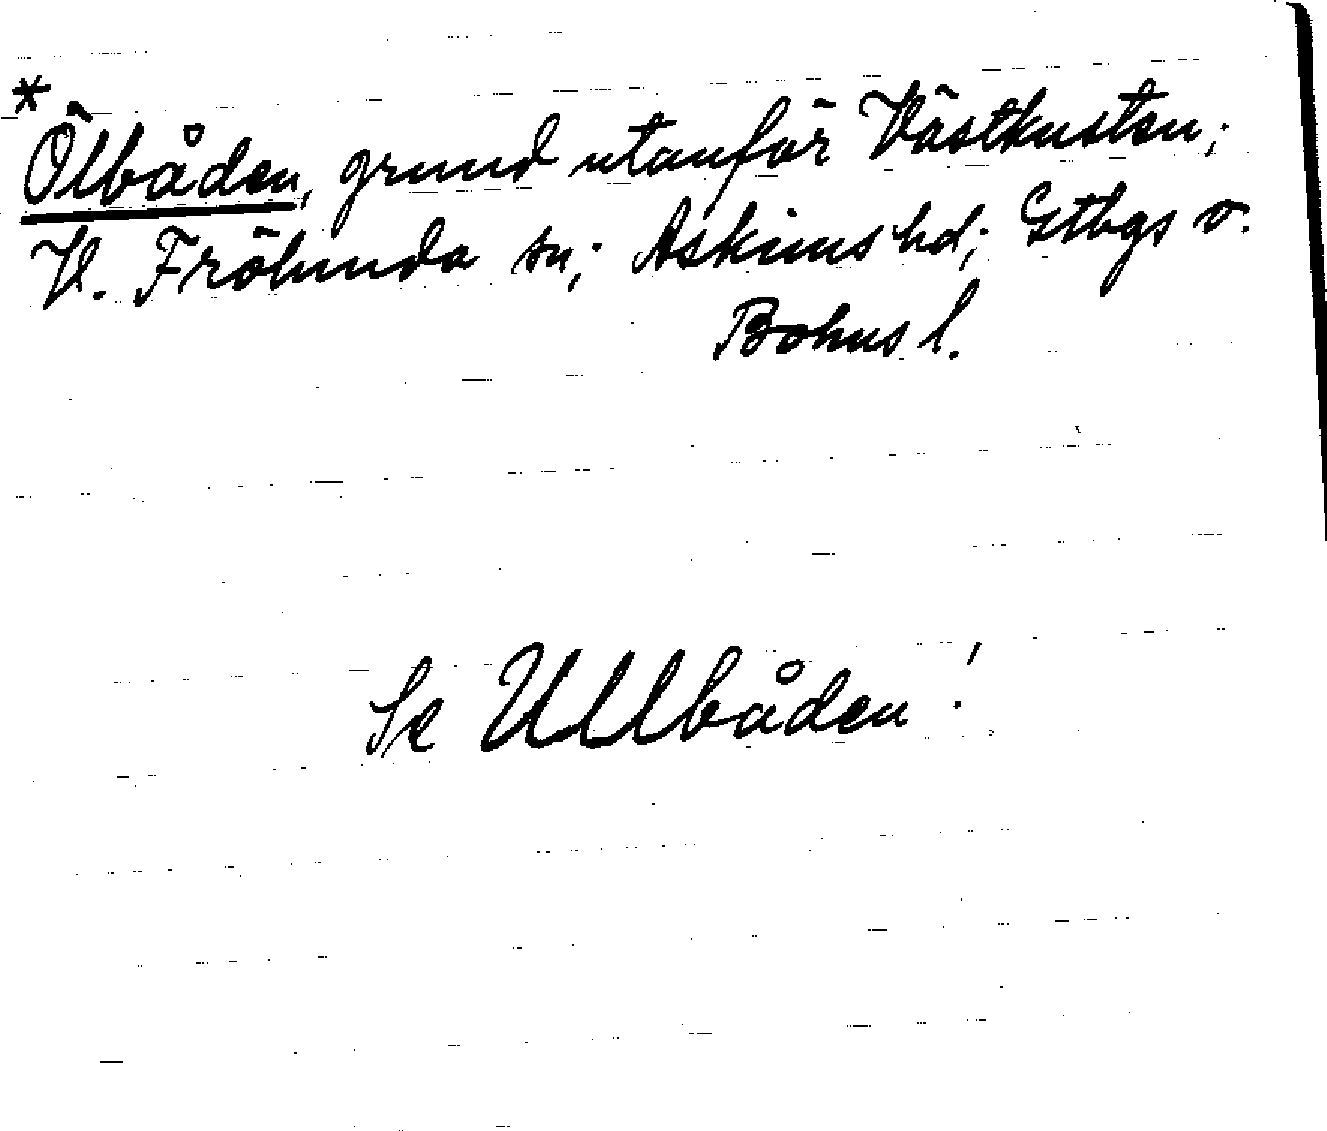 *
Ölbåden, grund utanför Västkusten;
V. Frölunda sn; Askims hd; Gtbgs o.
Bohus l.
Se Ullbåden!